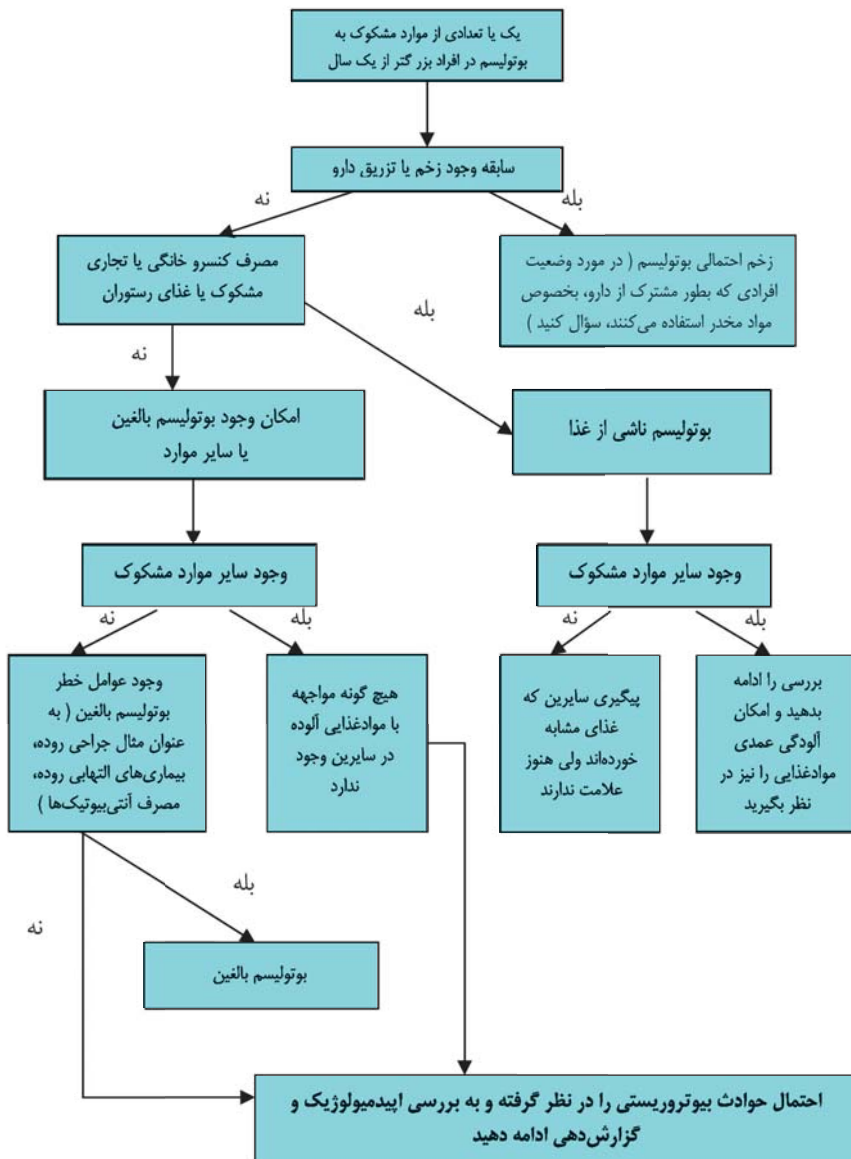 یک یا تعدادی از موارد مشکوک به
بوتولیسم در افراد بزر گتر از یک سال
سابقه وجود زخم یا تزریق دارو
بله
نه
زخم احتمالی بوتولیسم ( در مورد وضعیت
افرادی که بطور مشترک از دارو، بخصوص
مواد مخدر استفاده می‌کنند، سؤال کنید )
مصرف کنسرو خانگی یا تجاری
مشکوک یا غذای رستوران
بله
نه
بوتولیسم ناشی از غذا
امکان وجود بوتولیسم بالغین
یا سایر موارد
وجود سایر موارد مشکوک
وجود سایر موارد مشکوک
بله
نه
بله
نه
بررسی را ادامه
بدهید و امکان
آلودگی عمدی
موادغذایی را نیز در
نظر بگیرید
پیگیری سایرین که
غذای مشابه
خورده‌اند ولی هنوز
علامت ندارند
هیچ گونه مواجهه
با موادغذایی آلوده
در سایرین وجود
ندارد
وجود عوامل خطر
بوتولیسم بالغین ( به
عنوان مثال جراحی روده،
بیماری‌های التهابی روده،
مصرف آنتی‌بیوتیک‌ها )
بله
نه
بوتولیسم بالغین
احتمال حوادث بیوتروریستی را در نظر گرفته و به بررسی اپیدمیولوژیک و
گزارش‌دهی ادامه دهید